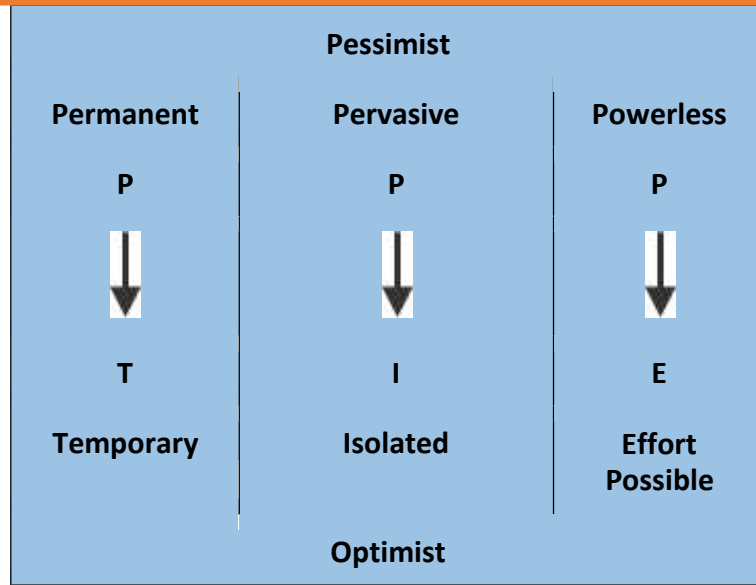 Pessimist
Permanent Pervasive Powerless
P P P
T I E
Temporary Isolated Effort
Possible
Optimist